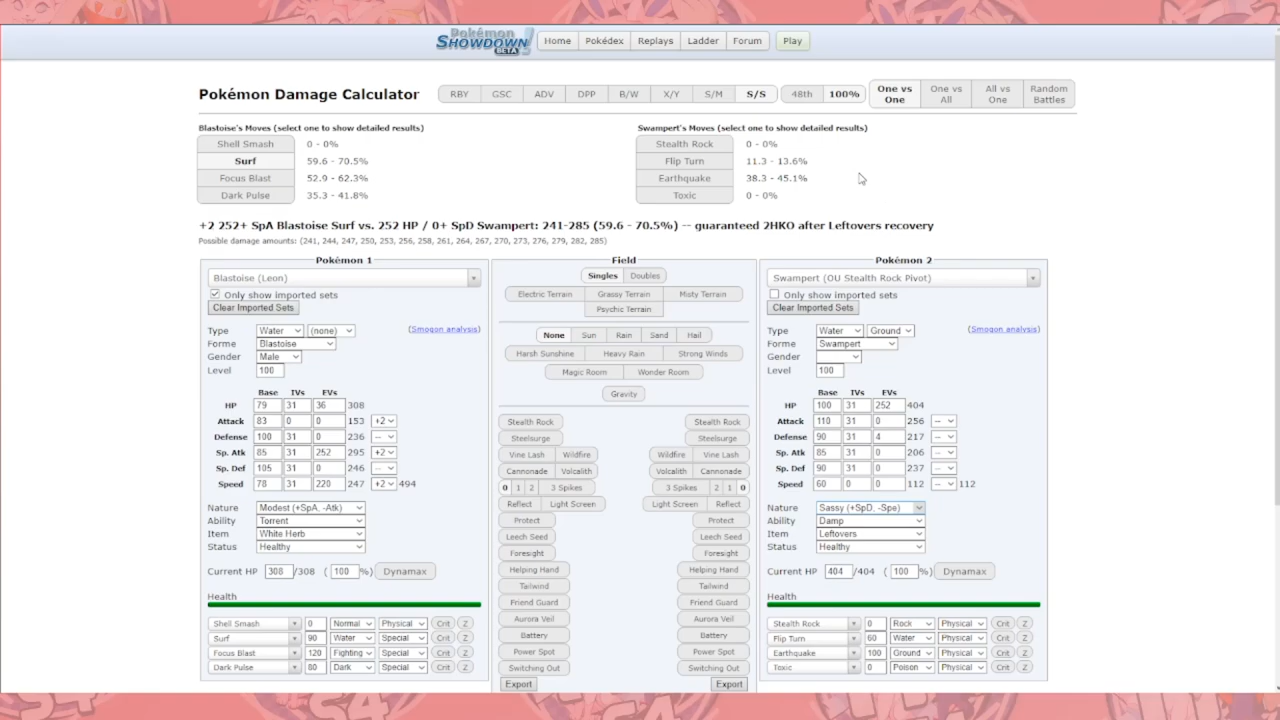 Pokémon
SHOWDOWN!
BETA
Home Pokédex Replays Ladder Forum Play
Pokémon Damage Calculator
RBY GSC ADV DPP B/W X/Y S/M S/S 48th 100% One vs One One vs All All vs One Random Battles
Blastoise's Moves (select one to show detailed results)
Shell Smash 0 - 0%
Surf 59.6 - 70.5%
Focus Blast 52.9 - 62.3%
Dark Pulse 35.3 - 41.8%
Swampert's Moves (select one to show detailed results)
Stealth Rock 0 - 0%
Flip Turn 11.3 - 13.6%
Earthquake 38.3 - 45.1%
Toxic 0 - 0%
+2 252+ SpA Blastoise Surf vs. 252 HP / 0+ SpD Swampert: 241-285 (59.6 - 70.5%) -- guaranteed 2HKO after Leftovers recovery
Possible damage amounts: (241, 244, 247, 250, 253, 256, 258, 261, 264, 267, 270, 273, 276, 279, 282, 285)
Pokémon 1
Blastoise (Leon)
Only show imported sets
Clear Imported Sets
Type Water (none) (Smogon analysis)
Forme Blastoise
Gender Male
Level 100
Base IVs EVs
HP 79 31 36 308
Attack 83 0 0 153 +2
Defense 100 31 0 236 --
Sp. Atk 85 31 252 295 +2
Sp. Def 105 31 0 246 --
Speed 78 31 220 247 +2 494
Nature Modest (+SpA, -Atk)
Ability Torrent
Item White Herb
Status Healthy
Current HP 308 /308 ( 100 %) Dynamax
Health
Shell Smash 0 Normal Physical Crit Z
Surf 90 Water Special Crit Z
Focus Blast 120 Fighting Special Crit Z
Dark Pulse 80 Dark Special Crit Z
Field
Singles Doubles
Electric Terrain Grassy Terrain Misty Terrain
Psychic Terrain
None Sun Rain Sand Hail
Harsh Sunshine Heavy Rain Strong Winds
Magic Room Wonder Room
Gravity
Stealth Rock Stealth Rock
Steelsurge Steelsurge
Vine Lash Wildfire Wildfire Vine Lash
Cannonade Volcalith Volcalith Cannonade
0 1 2 3 Spikes 3 Spikes 2 1 0
Reflect Light Screen Light Screen Reflect
Protect Protect
Leech Seed Leech Seed
Foresight Foresight
Helping Hand Helping Hand
Tailwind Tailwind
Friend Guard Friend Guard
Aurora Veil Aurora Veil
Battery Battery
Power Spot Power Spot
Switching Out Switching Out
Export Export
Pokémon 2
Swampert (OU Stealth Rock Pivot)
Only show imported sets
Clear Imported Sets
Type Water Ground (Smogon analysis)
Forme Swampert
Gender
Level 100
Base IVs EVs
HP 100 31 252 404
Attack 110 31 0 256 --
Defense 90 31 4 217 --
Sp. Atk 85 31 0 206 --
Sp. Def 90 31 0 237 --
Speed 60 0 0 112 -- 112
Nature Sassy (+SpD, -Spe)
Ability Damp
Item Leftovers
Status Healthy
Current HP 404 /404 ( 100 %) Dynamax
Health
Stealth Rock 0 Rock Physical Crit Z
Flip Turn 60 Water Physical Crit Z
Earthquake 100 Ground Physical Crit Z
Toxic 0 Poison Physical Crit Z